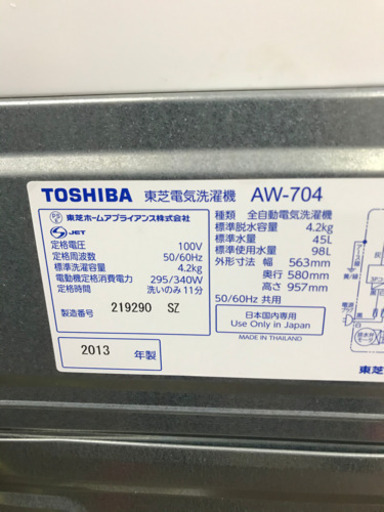 TOSHIBA 東芝電気洗濯機 AW-704
東芝ホームアプライアンス株式会社
JET
定格電圧 100V
定格周波数 50/60Hz
標準洗濯容量 4.2kg
電動機定格消費電力 295/340W
定格時間 洗いのみ11分
製造番号 219290 SZ
2013 年製
種類 全自動電気洗濯機
標準脱水容量 4.2kg
標準水量 45L
標準使用水量 98L
外形寸法 幅 563mm
奥行 580mm
高さ 957mm
50/60Hz 共用
日本国内専用
Use Only in Japan
MADE IN THAILAND
東芝